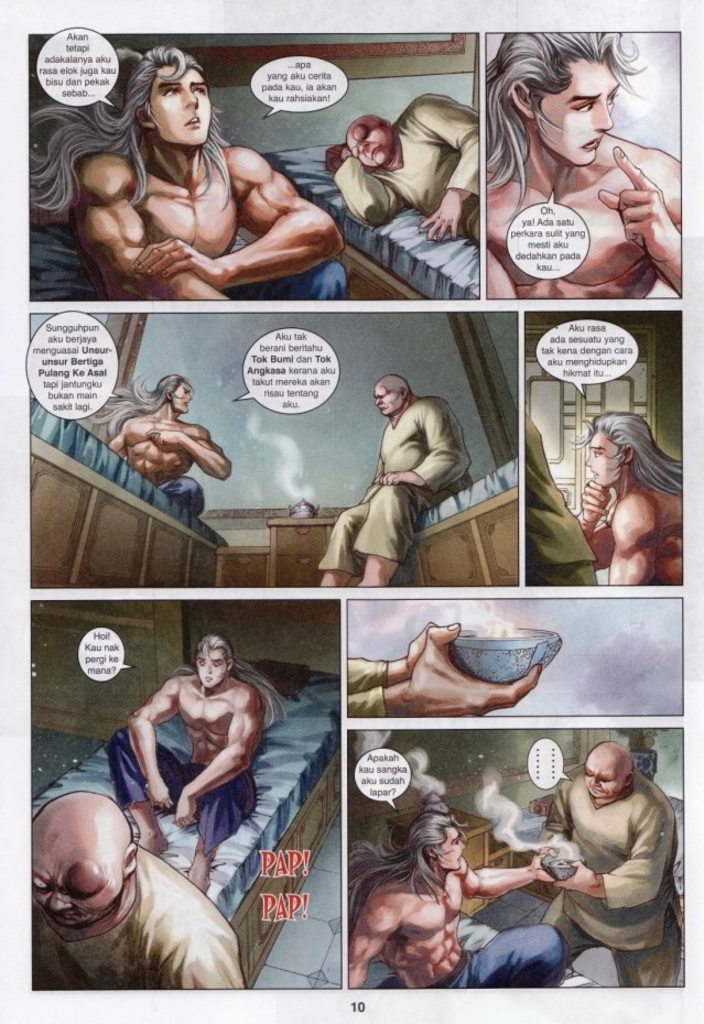 Akan
tetapi
adakalanya aku
rasa elok juga kau
bisu dan pekak
sebab...
...apa
yang aku cerita
pada kau, ia akan
kau rahsiakan!
Oh,
ya! Ada satu
perkara sulit yang
mesti aku
dedahkan pada
kau...
Sungguhpun
aku berjaya
menguasai Unsur-
unsur Bertiga
Pulang Ke Asal
tapi jantungku
bukan main
sakit lagi.
Aku tak
berani beritahu
Tok Bumi dan Tok
Angkasa kerana aku
takut mereka akan
risau tentang
aku.
Aku rasa
ada sesuatu yang
tak kena dengan cara
aku menghidupkan
hikmat itu...
Hoi!
Kau nak
pergi ke
mana?
PAP!
PAP!
Apakah
kau sangka
aku sudah
lapar?
10